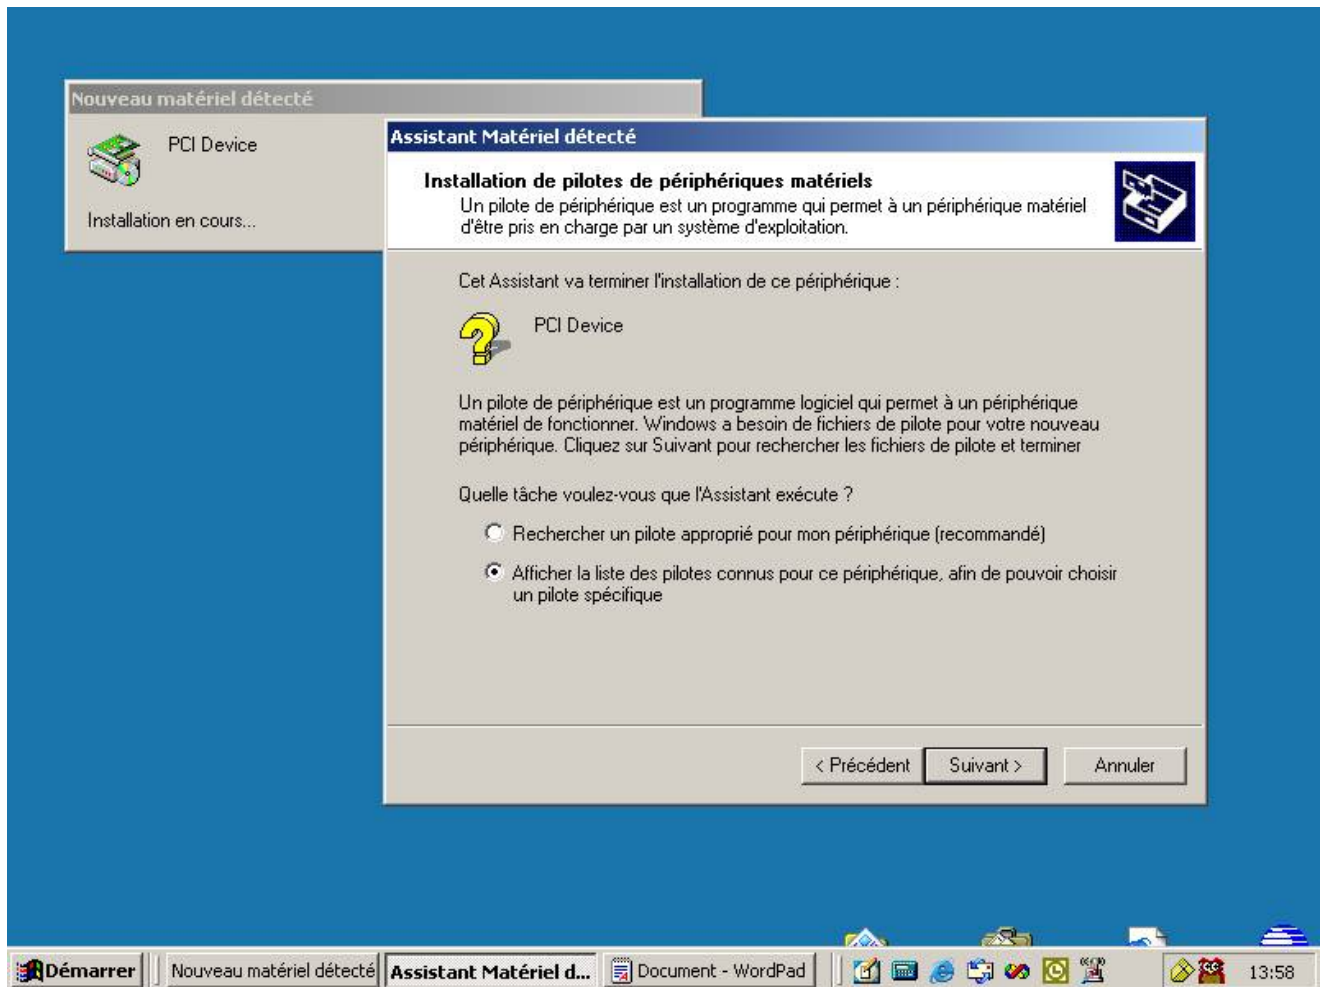 Nouveau matériel détecté
PCI Device
Installation en cours...
Assistant Matériel détecté
Installation de pilotes de périphériques matériels
Un pilote de périphérique est un programme qui permet à un périphérique matériel
d'être pris en charge par un système d'exploitation.
Cet Assistant va terminer l'installation de ce périphérique :
PCI Device
Un pilote de périphérique est un programme logiciel qui permet à un périphérique
matériel de fonctionner. Windows a besoin de fichiers de pilote pour votre nouveau
périphérique. Cliquez sur Suivant pour rechercher les fichiers de pilote et terminer
Quelle tâche voulez-vous que l'Assistant exécute ?
Rechercher un pilote approprié pour mon périphérique (recommandé)
Afficher la liste des pilotes connus pour ce périphérique, afin de pouvoir choisir
un pilote spécifique
< Précédent Suivant > Annuler
Démarrer Nouveau matériel détecté Assistant Matériel d... Document - WordPad 13:58